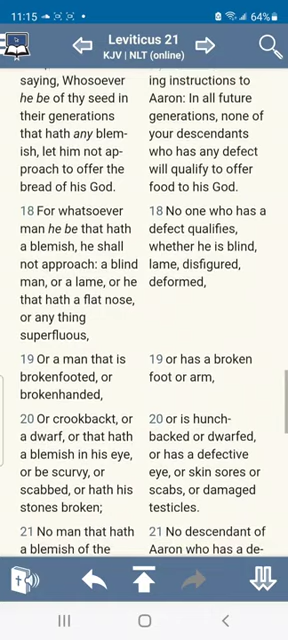 11:15
64%
Leviticus 21
KJV | NLT (online)
saying, Whosoever
he be of thy seed in
their generations
that hath any blem-
ish, let him not ap-
proach to offer the
bread of his God.
ing instructions to
Aaron: In all future
generations, none of
your descendants
who has any defect
will qualify to offer
food to his God.
18 For whatsoever
man he be that hath
a blemish, he shall
not approach: a blind
man, or a lame, or he
that hath a flat nose,
or any thing
superfluous,
18 No one who has a
defect qualifies,
whether he is blind,
lame, disfigured,
deformed,
19 Or a man that is
brokenfooted, or
brokenhanded,
19 or has a broken
foot or arm,
20 Or crookbackt, or
a dwarf, or that hath
a blemish in his eye,
or be scurvy, or
scabbed, or hath his
stones broken;
20 or is hunch-
backed or dwarfed,
or has a defective
eye, or skin sores or
scabs, or damaged
testicles.
21 No man that hath
a blemish of the
21 No descendant of
Aaron who has a de-